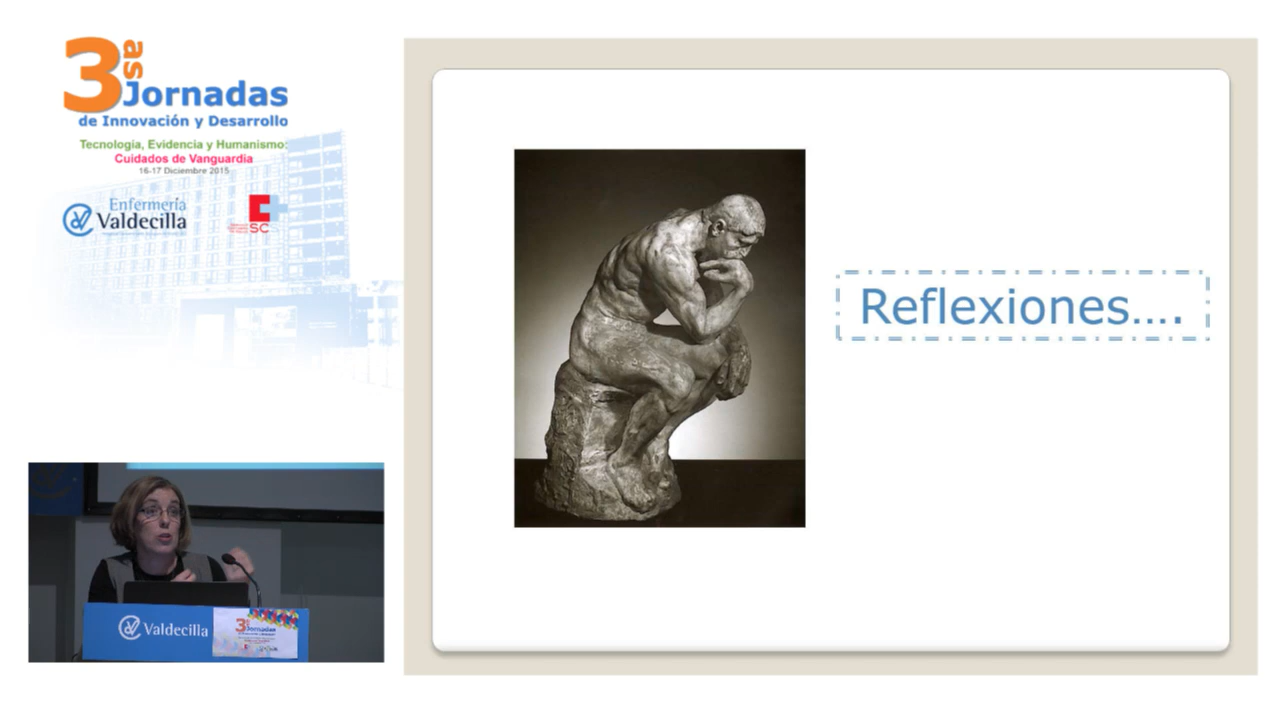 3as
Jornadas
de Innovación y Desarrollo
Tecnología, Evidencia y Humanismo:
Cuidados de Vanguardia
16-17 Diciembre 2015
Enfermería
Valdecilla
SC
Reflexiones....
Valdecilla
3as
Jornadas